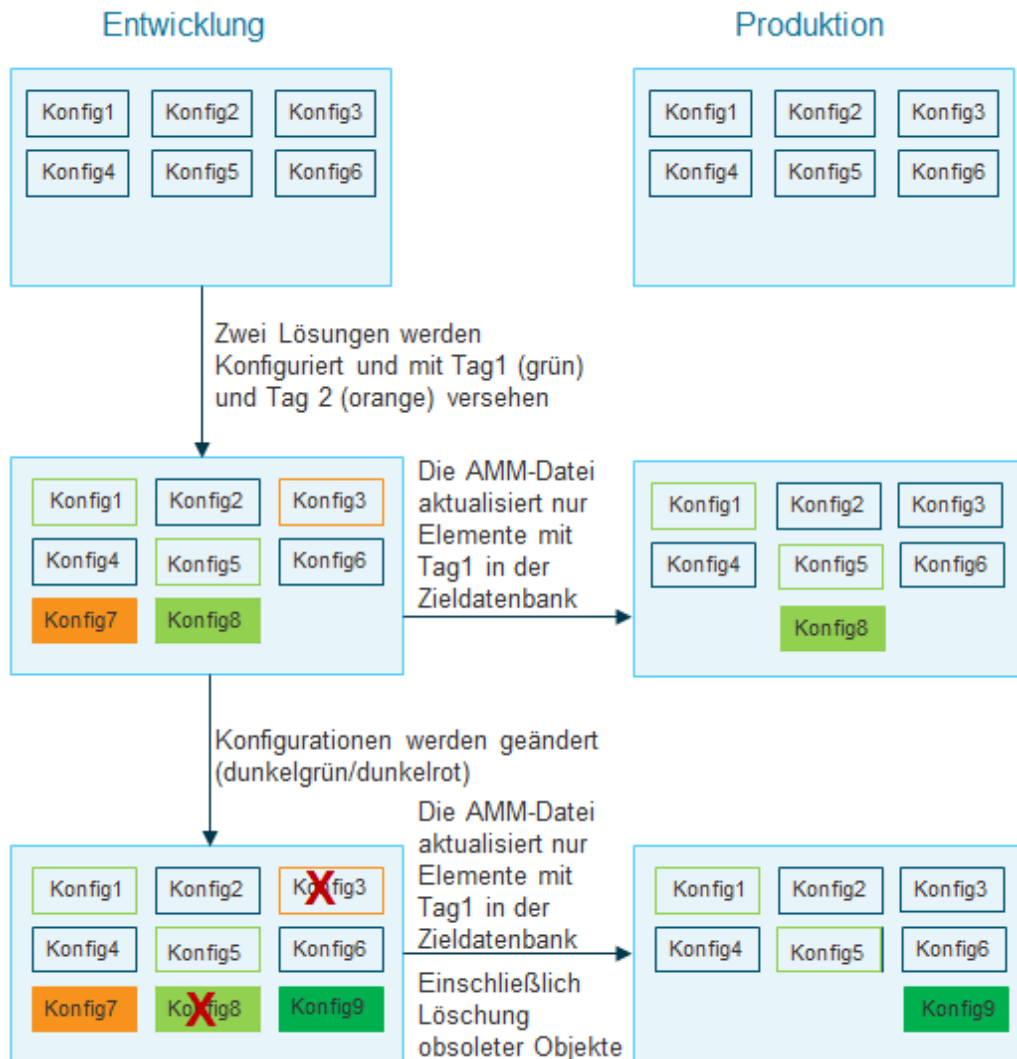 Entwicklung
Produktion
Konfig1 Konfig2 Konfig3
Konfig4 Konfig5 Konfig6
Konfig1 Konfig2 Konfig3
Konfig4 Konfig5 Konfig6
Zwei Lösungen werden
Konfiguriert und mit Tag1 (grün)
und Tag 2 (orange) versehen
Konfig1 Konfig2 Konfig3
Konfig4 Konfig5 Konfig6
Konfig7 Konfig8
Die AMM-Datei
aktualisiert nur
Elemente mit
Tag1 in der
Zieldatenbank
Konfig1 Konfig2 Konfig3
Konfig4 Konfig5 Konfig6
Konfig8
Konfigurationen werden geändert
(dunkelgrün/dunkelrot)
Konfig1 Konfig2 Konfig3
Konfig4 Konfig5 Konfig6
Konfig7 Konfig8 Konfig9
Die AMM-Datei
aktualisiert nur
Elemente mit
Tag1 in der
Zieldatenbank
Einschließlich
Löschung
obsoleter Objekte
Konfig1 Konfig2 Konfig3
Konfig4 Konfig5 Konfig6
Konfig9